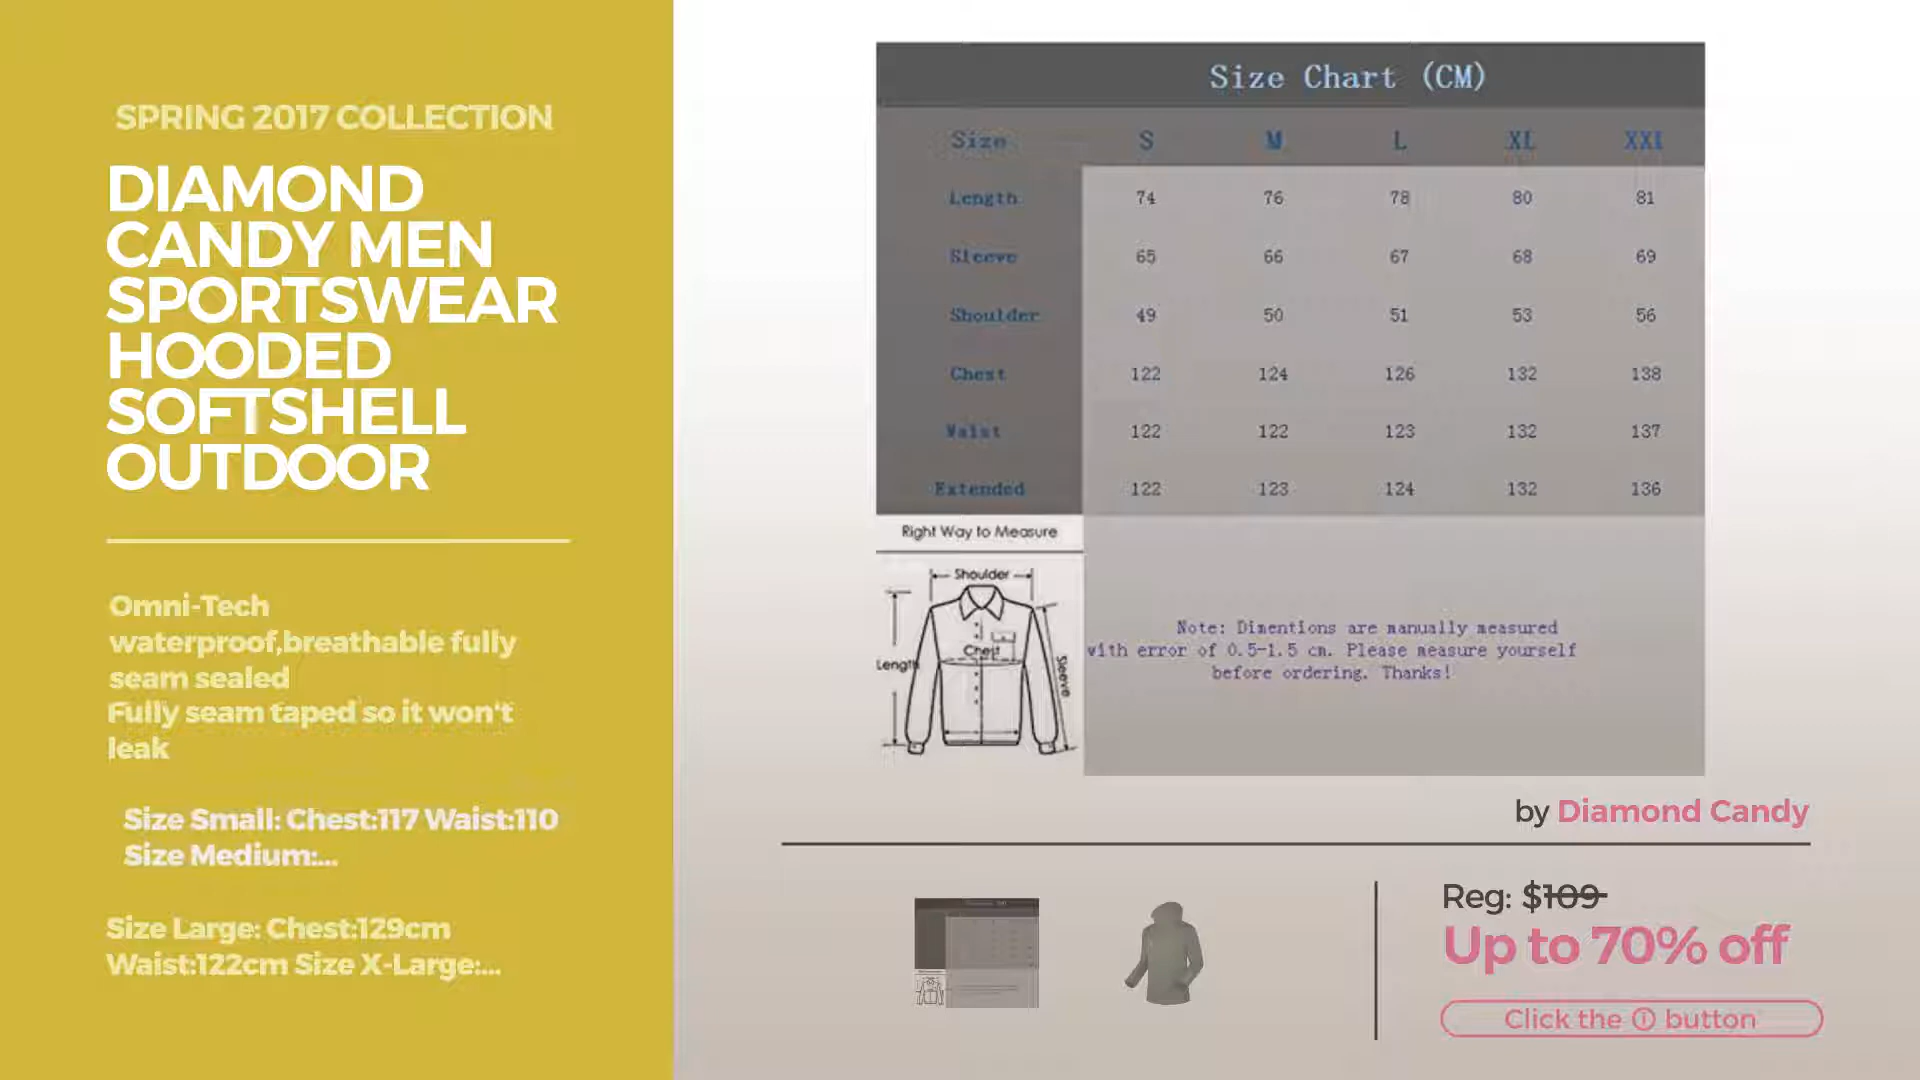 SPRING 2017 COLLECTION
DIAMOND
CANDY MEN
SPORTSWEAR
HOODED
SOFTSHELL
OUTDOOR
Omni-Tech
waterproof,breathable fully
seam sealed
Fully seam taped so it won't
leak
Size Small: Chest:117 Waist:110
Size Medium:...
Size Large: Chest:129cm
Waist:122cm Size X-Large:...
Size Chart (CM)
Size S M L XL XXL
Length 74 76 78 80 81
Sleeve 65 66 67 68 69
Shoulder 49 50 51 53 56
Chest 122 124 126 132 138
Waist 122 122 123 132 137
Extended 122 123 124 132 136
Right Way to Measure
Shoulder
Chest
Length
Sleeve
Note: Dimentions are manually measured
with error of 0.5-1.5 cm. Please measure yourself
before ordering. Thanks!
by Diamond Candy
Reg: $109
Up to 70% off
Click the ⓘ button